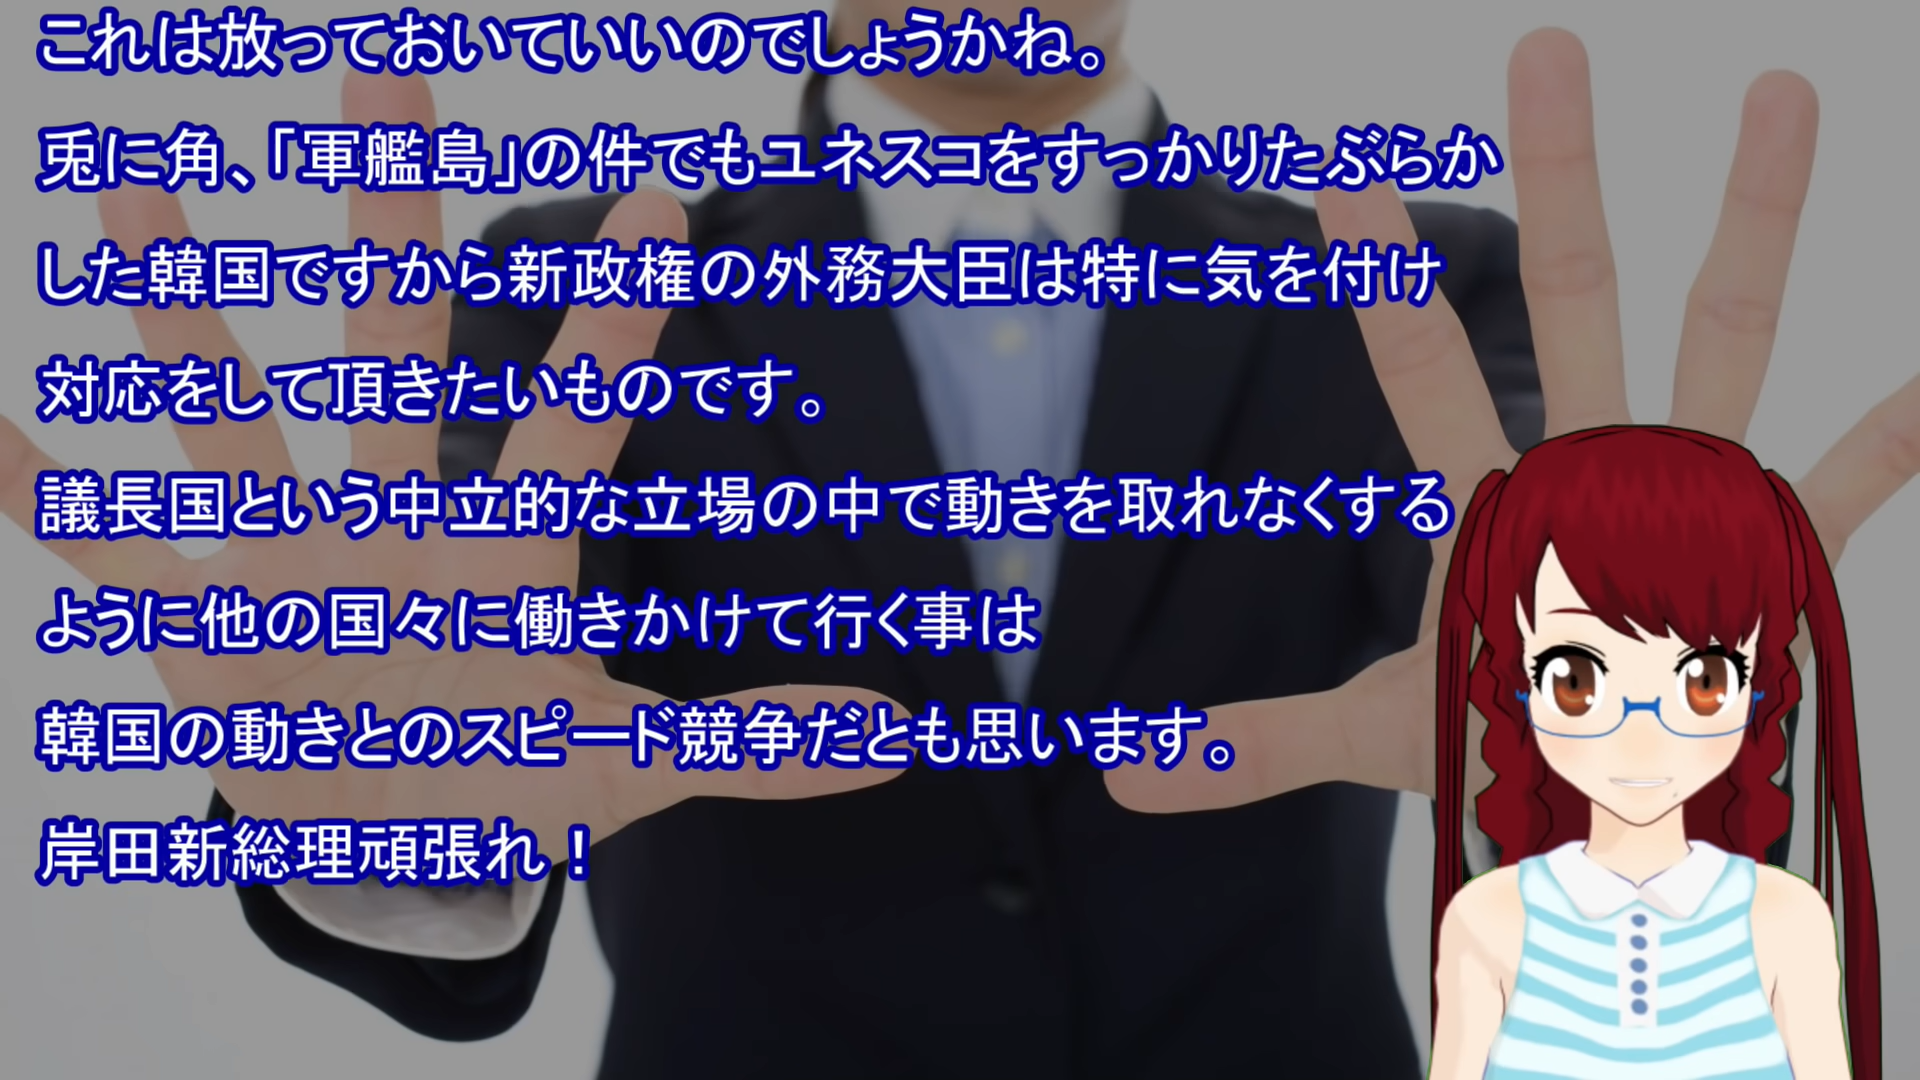 これは放っておいていいのでしょうかね。
兎に角、「軍艦島」の件でもユネスコをすっかりたぶらか
した韓国ですから新政権の外務大臣は特に気を付け
対応をして頂きたいものです。
議長国という中立的な立場の中で動きを取れなくする
ように他の国々に働きかけて行く事は
韓国の動きとのスピード競争だとも思います。
岸田新総理頑張れ！